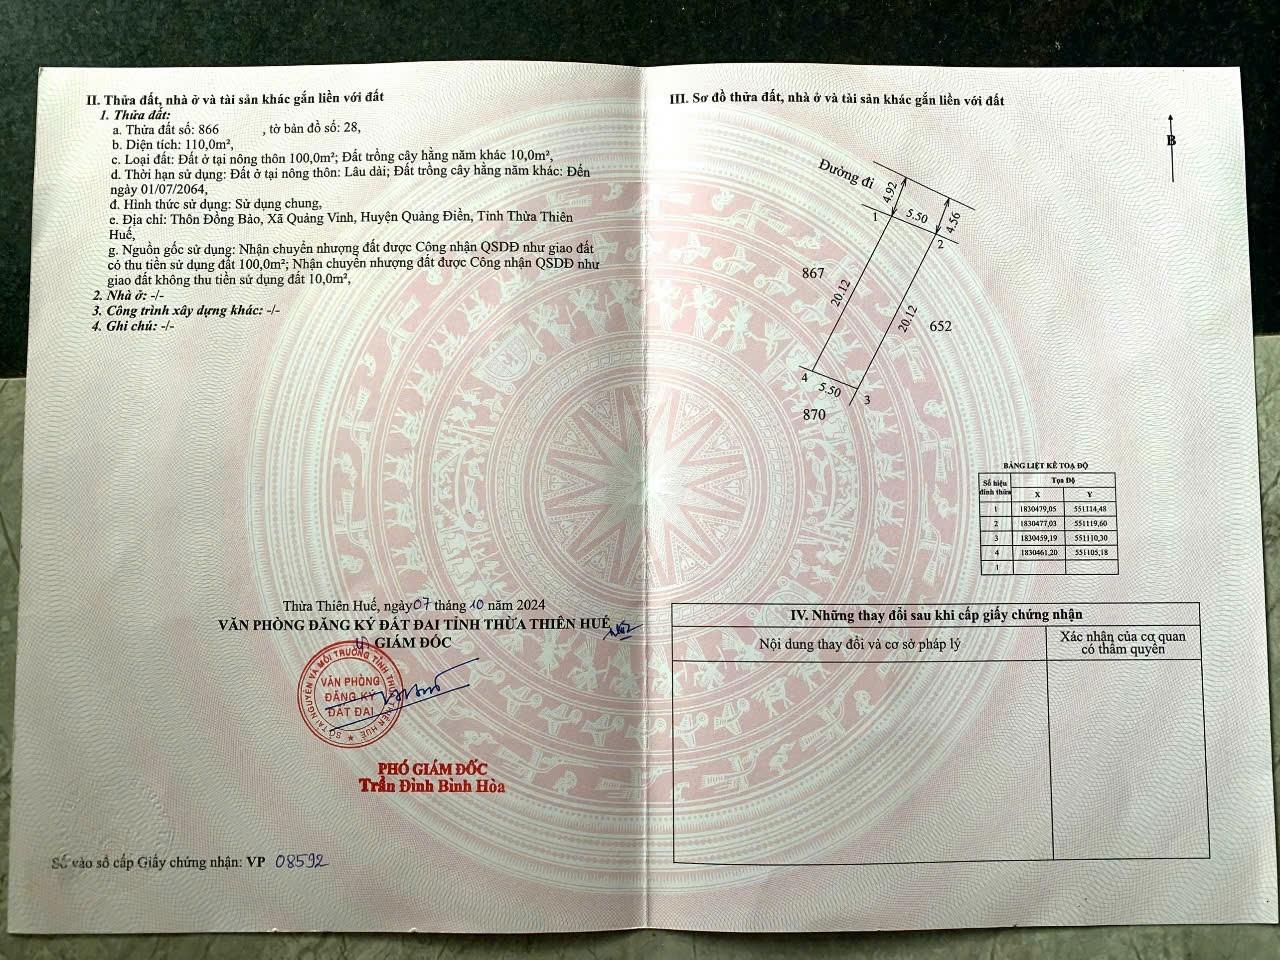 II. Thửa đất, nhà ở và tài sản khác gắn liền với đất
1. Thửa đất:
a. Thửa đất số: 866 , tờ bản đồ số: 28,
b. Diện tích: 110,0m²,
c. Loại đất: Đất ở tại nông thôn 100,0m²; Đất trồng cây hằng năm khác 10,0m²,
d. Thời hạn sử dụng: Đất ở tại nông thôn: Lâu dài; Đất trồng cây hằng năm khác: Đến
ngày 01/07/2064,
đ. Hình thức sử dụng: Sử dụng chung,
e. Địa chỉ: Thôn Đồng Bào, Xã Quảng Vinh, Huyện Quảng Điền, Tỉnh Thừa Thiên
Huế,
g. Nguồn gốc sử dụng: Nhận chuyển nhượng đất được Công nhận QSDĐ như giao đất
có thu tiền sử dụng đất 100,0m²; Nhận chuyển nhượng đất được Công nhận QSDĐ như
giao đất không thu tiền sử dụng đất 10,0m²,
2. Nhà ở: -/-
3. Công trình xây dựng khác: -/-
4. Ghi chú: -/-
Thừa Thiên Huế, ngày 07 tháng 10 năm 2024
VĂN PHÒNG ĐĂNG KÝ ĐẤT ĐAI TỈNH THỪA THIÊN HUẾ
GIÁM ĐỐC
SỞ TÀI NGUYÊN VÀ MÔI TRƯỜNG TỈNH THỪA THIÊN HUẾ
VĂN PHÒNG
ĐĂNG KÝ
ĐẤT ĐAI
PHÓ GIÁM ĐỐC
Trần Đình Bình Hòa
Số vào sổ cấp Giấy chứng nhận: VP 08592
III. Sơ đồ thửa đất, nhà ở và tài sản khác gắn liền với đất
B
Đường đi
4.92
4.56
1
5.50
2
867
20.12
20.12
652
4
5.50
3
870
BẢNG LIỆT KÊ TOẠ ĐỘ
Số hiệu đỉnh thửa Tọa Độ
X Y
1 1830479,05 551114,48
2 1830477,03 551119,60
3 1830459,19 551110,30
4 1830461,20 551105,18
1
IV. Những thay đổi sau khi cấp giấy chứng nhận
Nội dung thay đổi và cơ sở pháp lý Xác nhận của cơ quan
có thẩm quyền